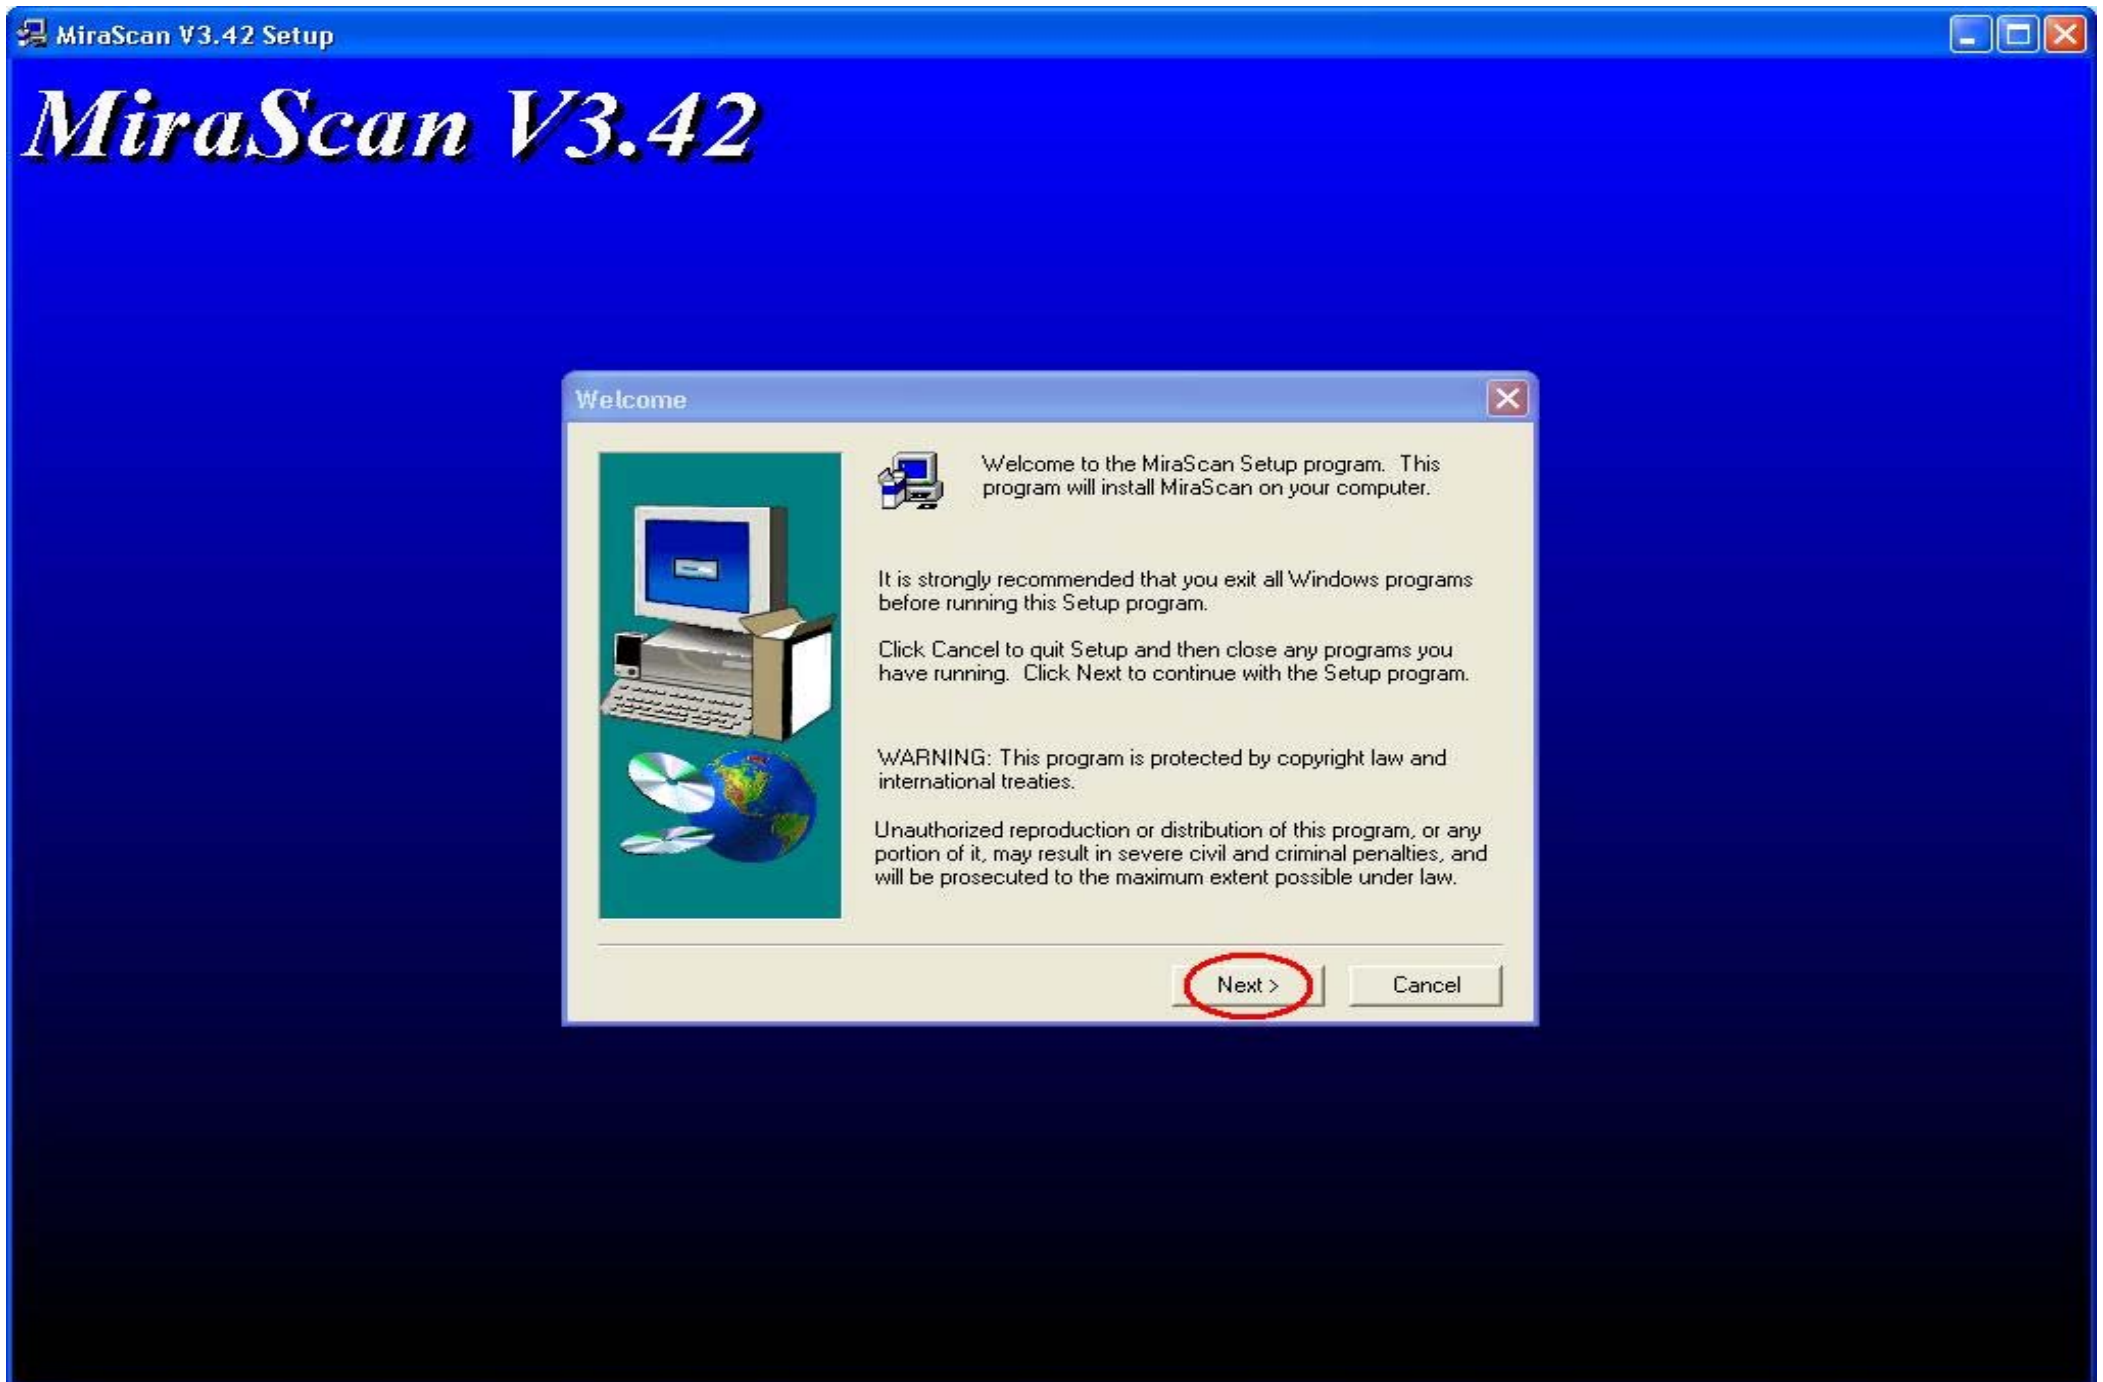 MiraScan V3.42 Setup
MiraScan V3.42
Welcome
Welcome to the MiraScan Setup program.  This
program will install MiraScan on your computer.
It is strongly recommended that you exit all Windows programs
before running this Setup program.
Click Cancel to quit Setup and then close any programs you
have running.  Click Next to continue with the Setup program.
WARNING: This program is protected by copyright law and
international treaties.
Unauthorized reproduction or distribution of this program, or any
portion of it, may result in severe civil and criminal penalties, and
will be prosecuted to the maximum extent possible under law.
Next >
Cancel